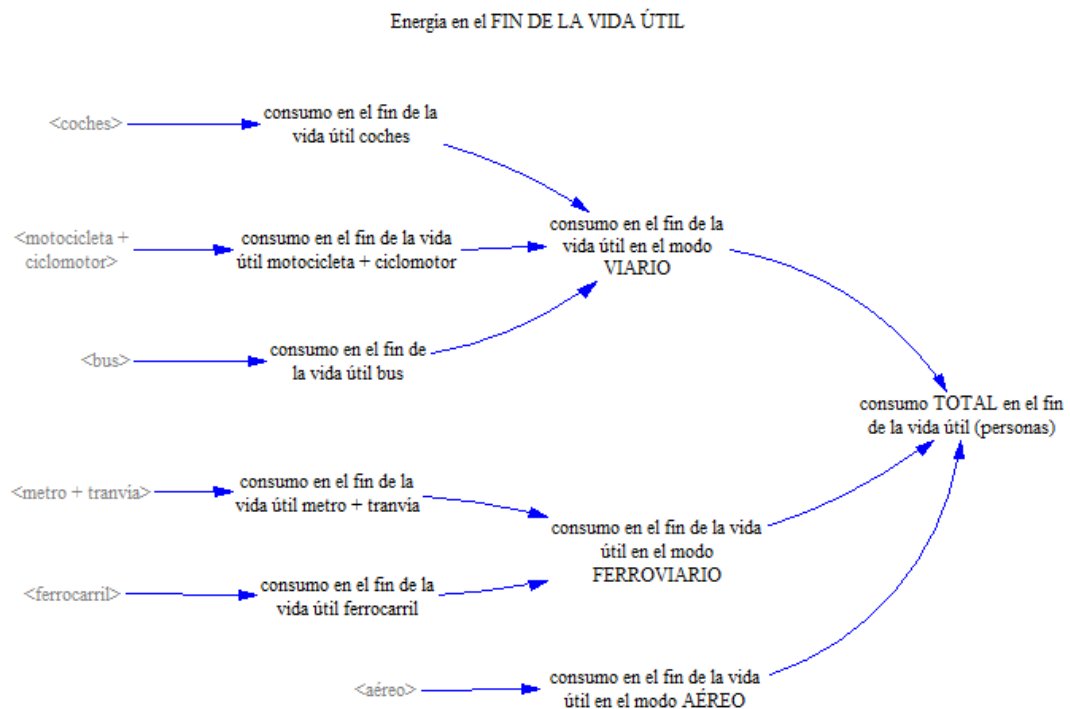 Energía en el FIN DE LA VIDA ÚTIL
<coches>
consumo en el fin de la
vida útil coches
<motocicleta +
ciclomotor>
consumo en el fin de la vida
útil motocicleta + ciclomotor
consumo en el fin de la
vida útil en el modo
VIARIO
<bus>
consumo en el fin de
la vida útil bus
consumo TOTAL en el fin
de la vida útil (personas)
<metro + tranvía>
consumo en el fin de la
vida útil metro + tranvía
consumo en el fin de la vida
útil en el modo
FERROVIARIO
<ferrocarril>
consumo en el fin de la
vida útil ferrocarril
<aéreo>
consumo en el fin de la vida
útil en el modo AÉREO